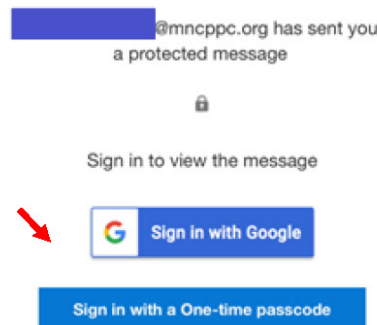 @mncppc.org has sent you
a protected message
Sign in to view the message
G Sign in with Google
Sign in with a One-time passcode